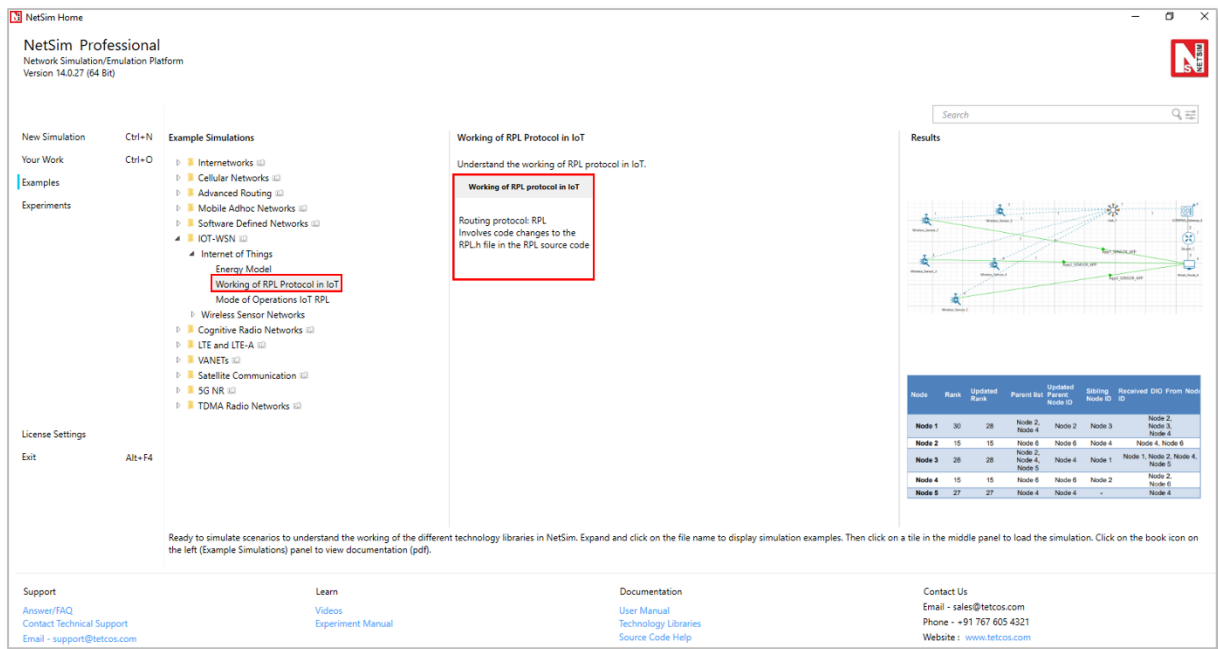 NetSim Home
NetSim Professional
Network Simulation/Emulation Platform
Version 14.0.27 (64 Bit)
NETSIM
Search
New Simulation Ctrl+N
Your Work Ctrl+O
Examples
Experiments
License Settings
Exit Alt+F4
Example Simulations
Internetworks
Cellular Networks
Advanced Routing
Mobile Adhoc Networks
Software Defined Networks
IOT-WSN
Internet of Things
Energy Model
Working of RPL Protocol in IoT
Mode of Operations IoT RPL
Wireless Sensor Networks
Cognitive Radio Networks
LTE and LTE-A
VANETs
Satellite Communication
5G NR
TDMA Radio Networks
Working of RPL Protocol in IoT
Understand the working of RPL protocol in IoT.
Working of RPL protocol in IoT
Routing protocol: RPL
Involves code changes to the
RPL.h file in the RPL source code
Results
Node Rank Updated Rank Parent list Updated Parent Node ID Sibling Node ID Received DIO From Node ID
Node 1 30 28 Node 2, Node 4 Node 2 Node 3 Node 2, Node 3, Node 4
Node 2 15 15 Node 6 Node 6 Node 4 Node 4, Node 6
Node 3 28 28 Node 2, Node 4, Node 5 Node 4 Node 1 Node 1, Node 2, Node 4, Node 5
Node 4 15 15 Node 6 Node 6 Node 2 Node 2, Node 6
Node 5 27 27 Node 4 Node 4 - Node 4
Ready to simulate scenarios to understand the working of the different technology libraries in NetSim. Expand and click on the file name to display simulation examples. Then click on a tile in the middle panel to load the simulation. Click on the book icon on
the left (Example Simulations) panel to view documentation (pdf).
Support
Answer/FAQ
Contact Technical Support
Email - support@tetcos.com
Learn
Videos
Experiment Manual
Documentation
User Manual
Technology Libraries
Source Code Help
Contact Us
Email - sales@tetcos.com
Phone - +91 767 605 4321
Website : www.tetcos.com